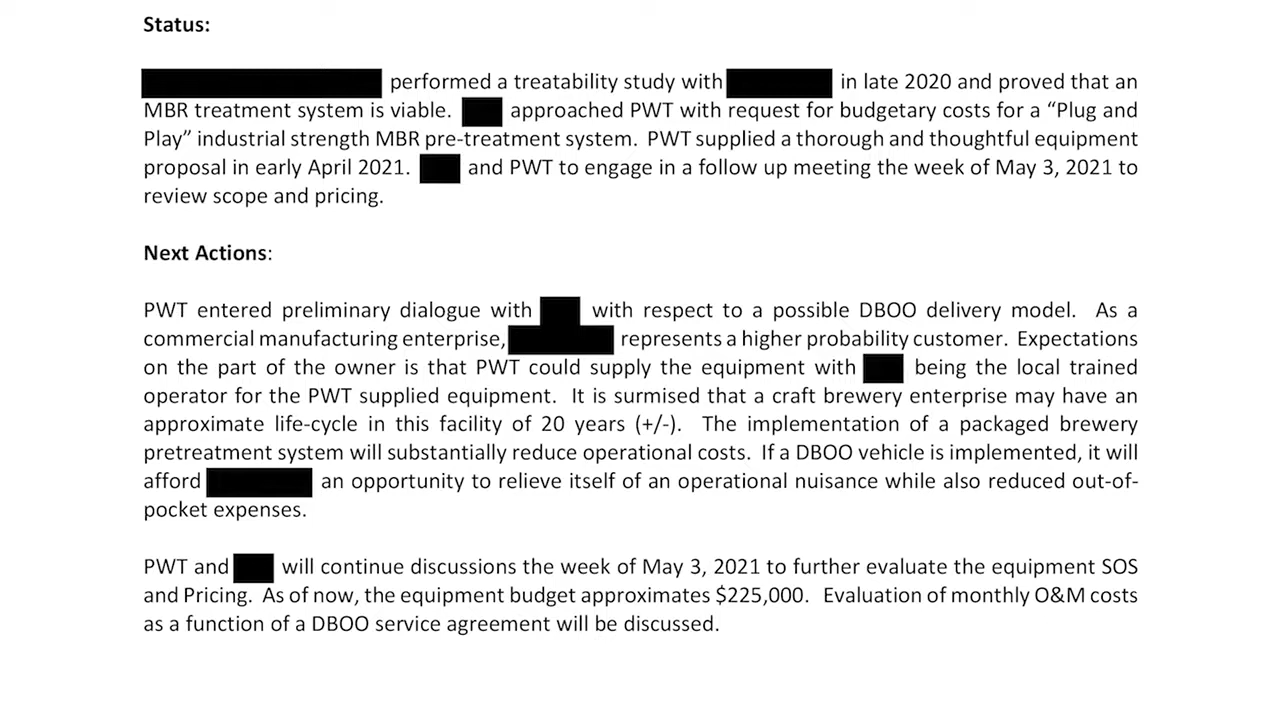 Status:
performed a treatability study with in late 2020 and proved that an
MBR treatment system is viable. approached PWT with request for budgetary costs for a “Plug and
Play” industrial strength MBR pre-treatment system. PWT supplied a thorough and thoughtful equipment
proposal in early April 2021. and PWT to engage in a follow up meeting the week of May 3, 2021 to
review scope and pricing.
Next Actions:
PWT entered preliminary dialogue with with respect to a possible DBOO delivery model. As a
commercial manufacturing enterprise, represents a higher probability customer. Expectations
on the part of the owner is that PWT could supply the equipment with being the local trained
operator for the PWT supplied equipment. It is surmised that a craft brewery enterprise may have an
approximate life-cycle in this facility of 20 years (+/-). The implementation of a packaged brewery
pretreatment system will substantially reduce operational costs. If a DBOO vehicle is implemented, it will
afford an opportunity to relieve itself of an operational nuisance while also reduced out-of-
pocket expenses.
PWT and will continue discussions the week of May 3, 2021 to further evaluate the equipment SOS
and Pricing. As of now, the equipment budget approximates $225,000. Evaluation of monthly O&M costs
as a function of a DBOO service agreement will be discussed.